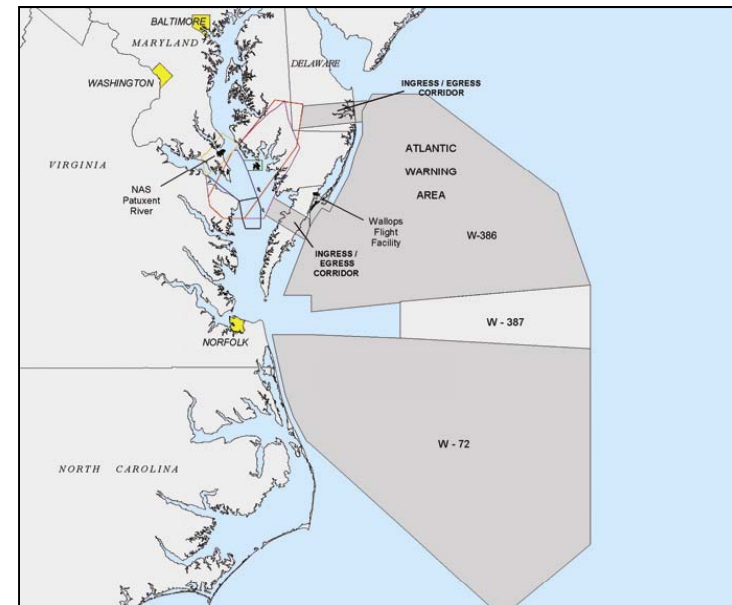 BALTIMORE
MARYLAND
DELAWARE
INGRESS / EGRESS
CORRIDOR
WASHINGTON
ATLANTIC
WARNING
AREA
VIRGINIA
NAS
Patuxent
River
Wallops
Flight
Facility
W-386
INGRESS /
EGRESS
CORRIDOR
W - 387
NORFOLK
W - 72
NORTH CAROLINA